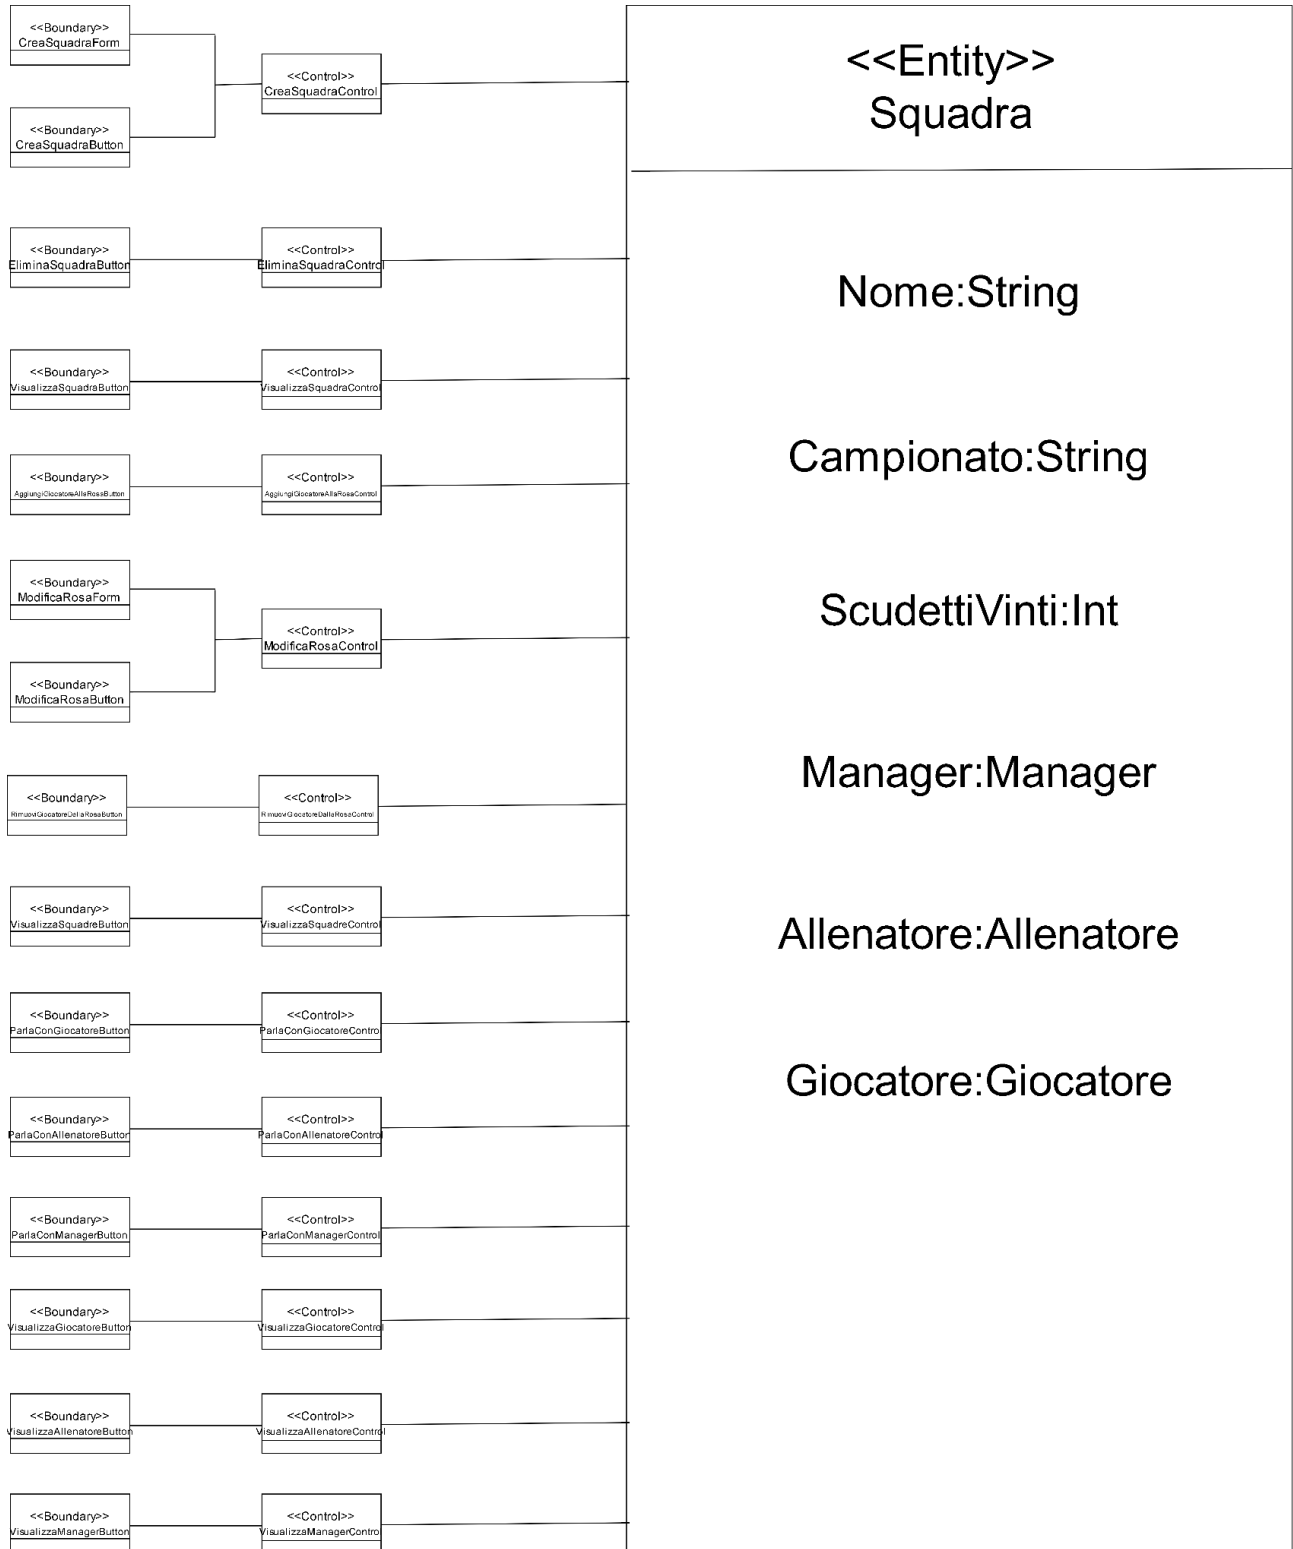 <<Boundary>>
CreaSquadraForm
<<Boundary>>
CreaSquadraButton
<<Control>>
CreaSquadraControl
<<Boundary>>
EliminaSquadraButton
<<Control>>
EliminaSquadraControl
<<Boundary>>
VisualizzaSquadraButton
<<Control>>
VisualizzaSquadraControl
<<Boundary>>
AggiungiGiocatoreAllaRosaButton
<<Control>>
AggiungiGiocatoreAllaRosaControl
<<Boundary>>
ModificaRosaForm
<<Boundary>>
ModificaRosaButton
<<Control>>
ModificaRosaControl
<<Boundary>>
RimuoviGiocatoreDallaRosaButton
<<Control>>
RimuoviGiocatoreDallaRosaControl
<<Boundary>>
VisualizzaSquadreButton
<<Control>>
VisualizzaSquadreControl
<<Boundary>>
ParlaConGiocatoreButton
<<Control>>
ParlaConGiocatoreControl
<<Boundary>>
ParlaConAllenatoreButton
<<Control>>
ParlaConAllenatoreControl
<<Boundary>>
ParlaConManagerButton
<<Control>>
ParlaConManagerControl
<<Boundary>>
VisualizzaGiocatoreButton
<<Control>>
VisualizzaGiocatoreControl
<<Boundary>>
VisualizzaAllenatoreButton
<<Control>>
VisualizzaAllenatoreControl
<<Boundary>>
VisualizzaManagerButton
<<Control>>
VisualizzaManagerControl
<<Entity>>
Squadra
Nome:String
Campionato:String
ScudettiVinti:Int
Manager:Manager
Allenatore:Allenatore
Giocatore:Giocatore